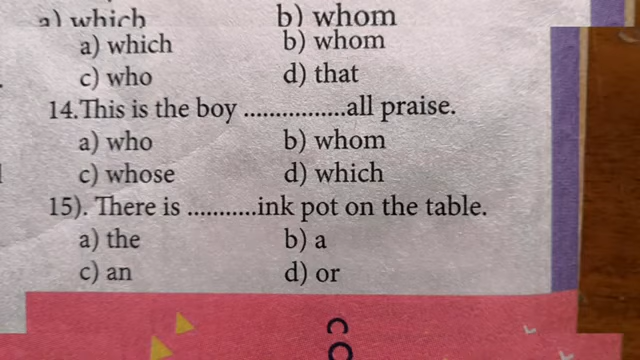 a) which b) whom
a) which b) whom
c) who d) that
14.This is the boy ................all praise.
a) who b) whom
c) whose d) which
15). There is ...........ink pot on the table.
a) the b) a
c) an d) or